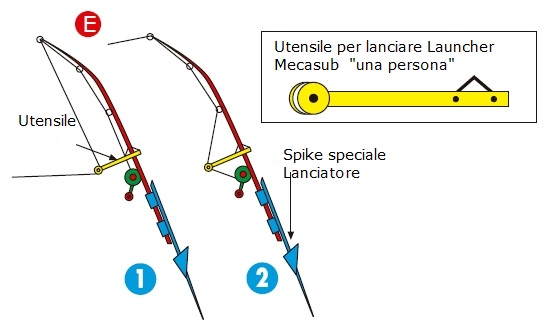 E
Utensile per lanciare Launcher
Mecasub "una persona"
Utensile
Spike speciale
Lanciatore
1
2